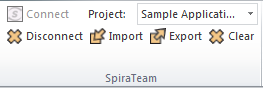 Connect Project: Sample Applicati...
Disconnect Import Export Clear
SpiraTeam